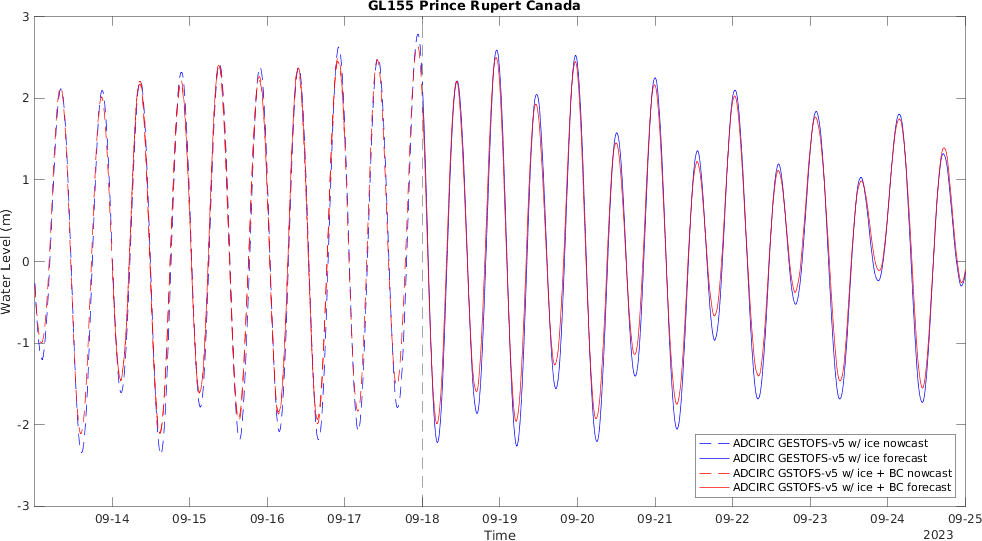 GL155 Prince Rupert Canada
3
2
1
0
-1
-2
-3
Water Level (m)
ADCIRC GESTOFS-v5 w/ ice nowcast
ADCIRC GESTOFS-v5 w/ ice forecast
ADCIRC GSTOFS-v5 w/ ice + BC nowcast
ADCIRC GSTOFS-v5 w/ ice + BC forecast
09-14 09-15 09-16 09-17 09-18 09-19 09-20 09-21 09-22 09-23 09-24 09-25
Time
2023